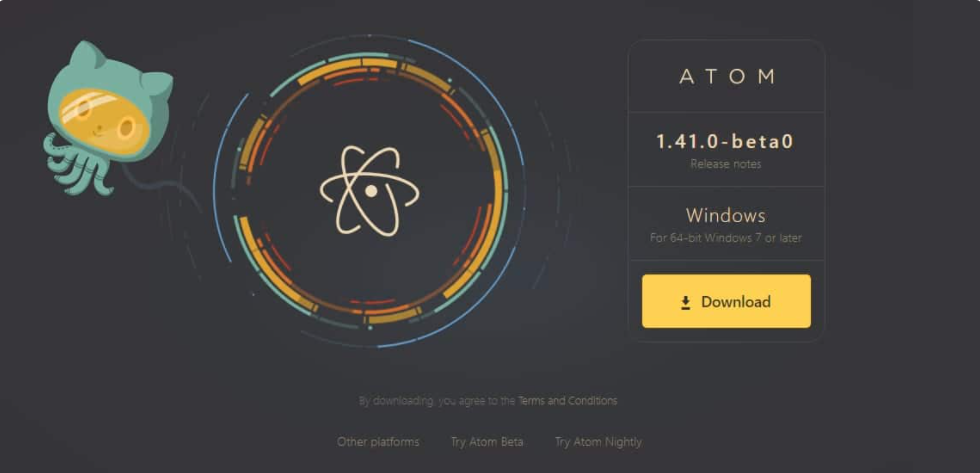 ATOM
1.41.0-beta0
Release notes
Windows
For 64-bit Windows 7 or later
Download
By downloading, you agree to the Terms and Conditions
Other platforms Try Atom Beta Try Atom Nightly